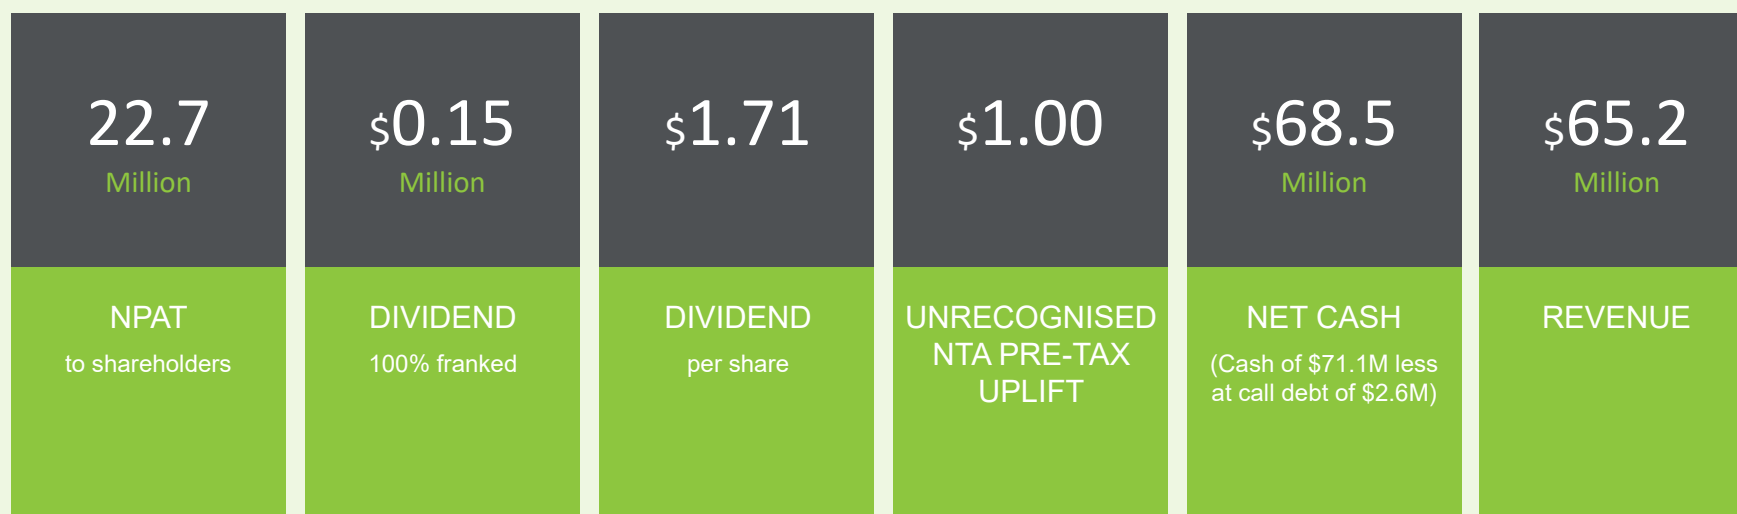 22.7
Million
NPAT
to shareholders
$0.15
Million
DIVIDEND
100% franked
$1.71
DIVIDEND
per share
$1.00
UNRECOGNISED
NTA PRE-TAX
UPLIFT
$68.5
Million
NET CASH
(Cash of $71.1M less
at call debt of $2.6M)
$65.2
Million
REVENUE